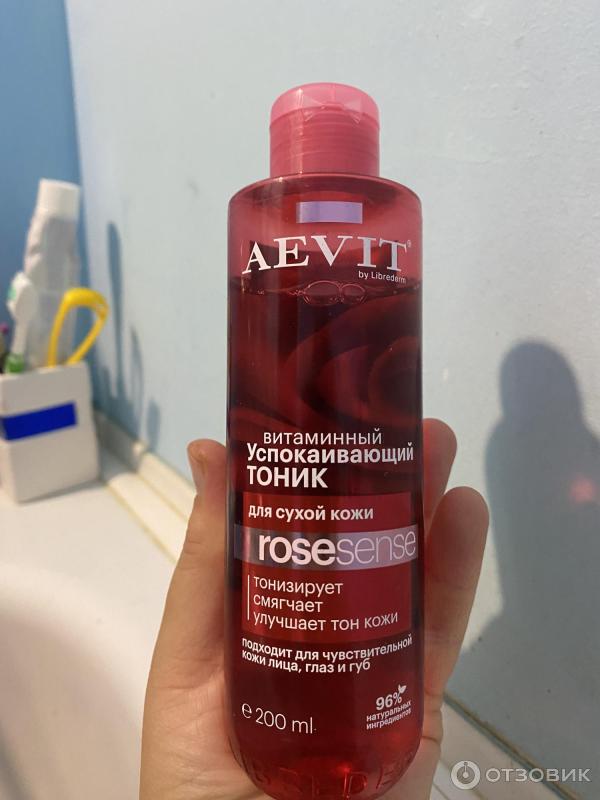 AEVIT®
by Librederm
витаминный
Успокаивающий
ТОНИК
для сухой кожи
rosesense
тонизирует
смягчает
улучшает тон кожи
подходит для чувствительной
кожи лица, глаз и губ
96%
натуральных
ингредиентов
℮ 200 ml
LIBREDERM
ОТЗОВИК